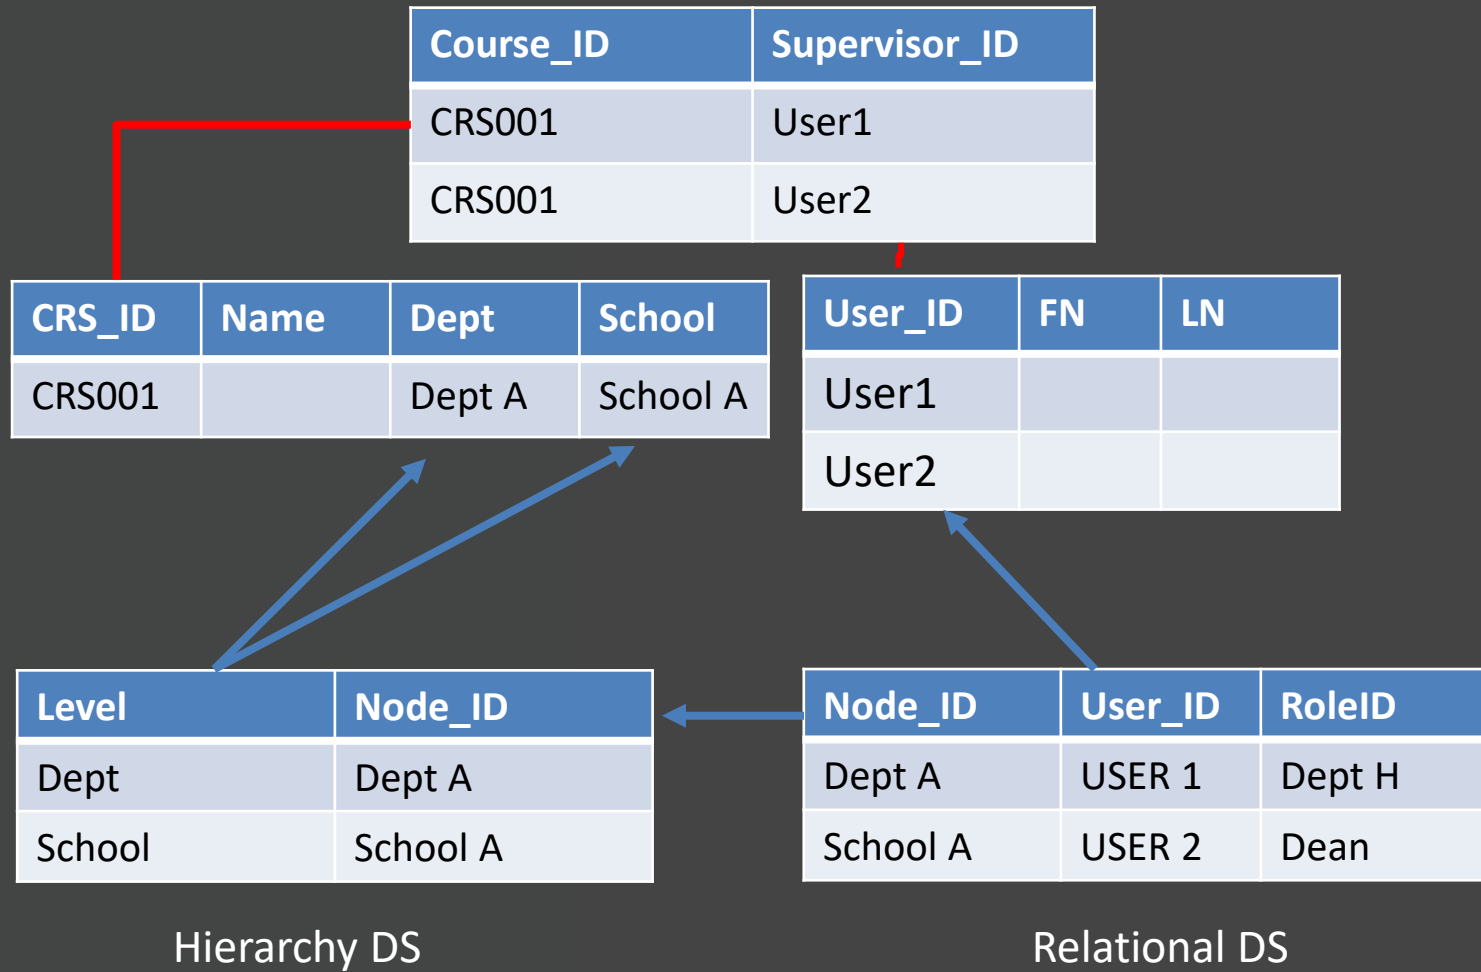 Course_ID Supervisor_ID
CRS001 User1
CRS001 User2
CRS_ID Name Dept School
CRS001 Dept A School A
User_ID FN LN
User1
User2
Level Node_ID
Dept Dept A
School School A
Node_ID User_ID RoleID
Dept A USER 1 Dept H
School A USER 2 Dean
Hierarchy DS
Relational DS